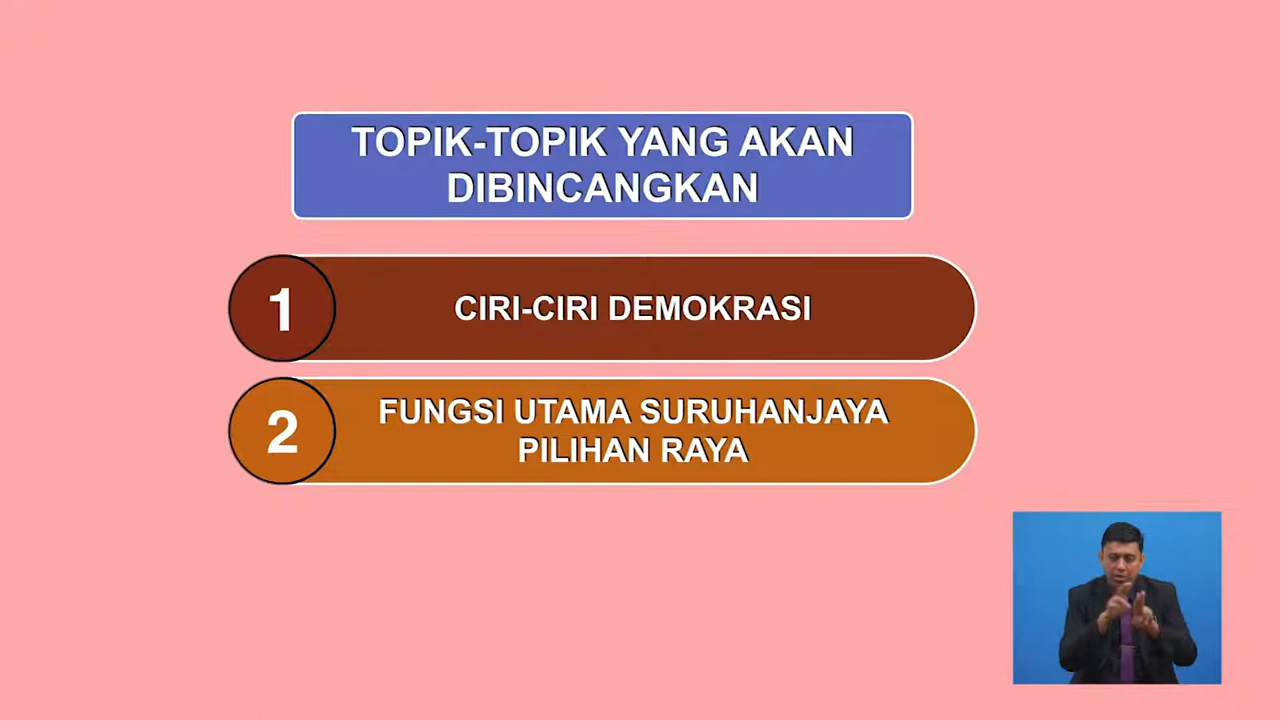 TOPIK-TOPIK YANG AKAN
DIBINCANGKAN
1
CIRI-CIRI DEMOKRASI
2
FUNGSI UTAMA SURUHANJAYA
PILIHAN RAYA